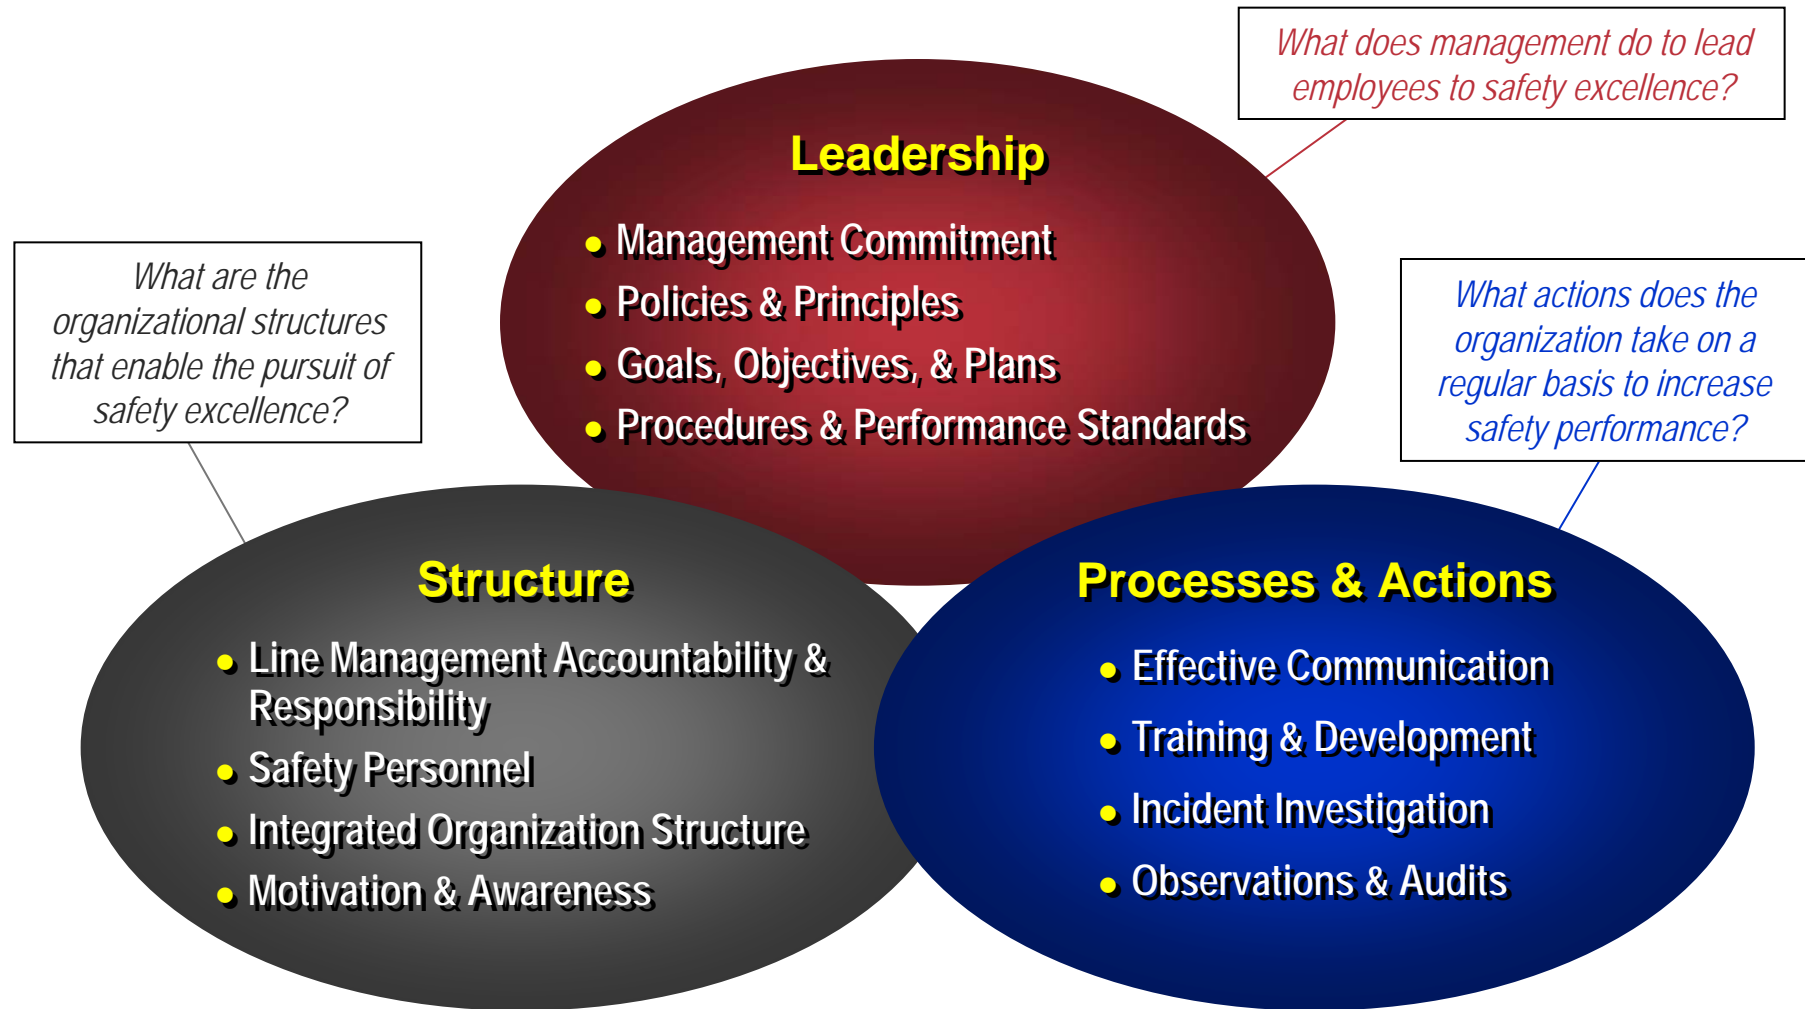 What does management do to lead
employees to safety excellence?
Leadership
● Management Commitment
● Policies & Principles
● Goals, Objectives, & Plans
● Procedures & Performance Standards
What are the
organizational structures
that enable the pursuit of
safety excellence?
What actions does the
organization take on a
regular basis to increase
safety performance?
Structure
● Line Management Accountability &
Responsibility
● Safety Personnel
● Integrated Organization Structure
● Motivation & Awareness
Processes & Actions
● Effective Communication
● Training & Development
● Incident Investigation
● Observations & Audits